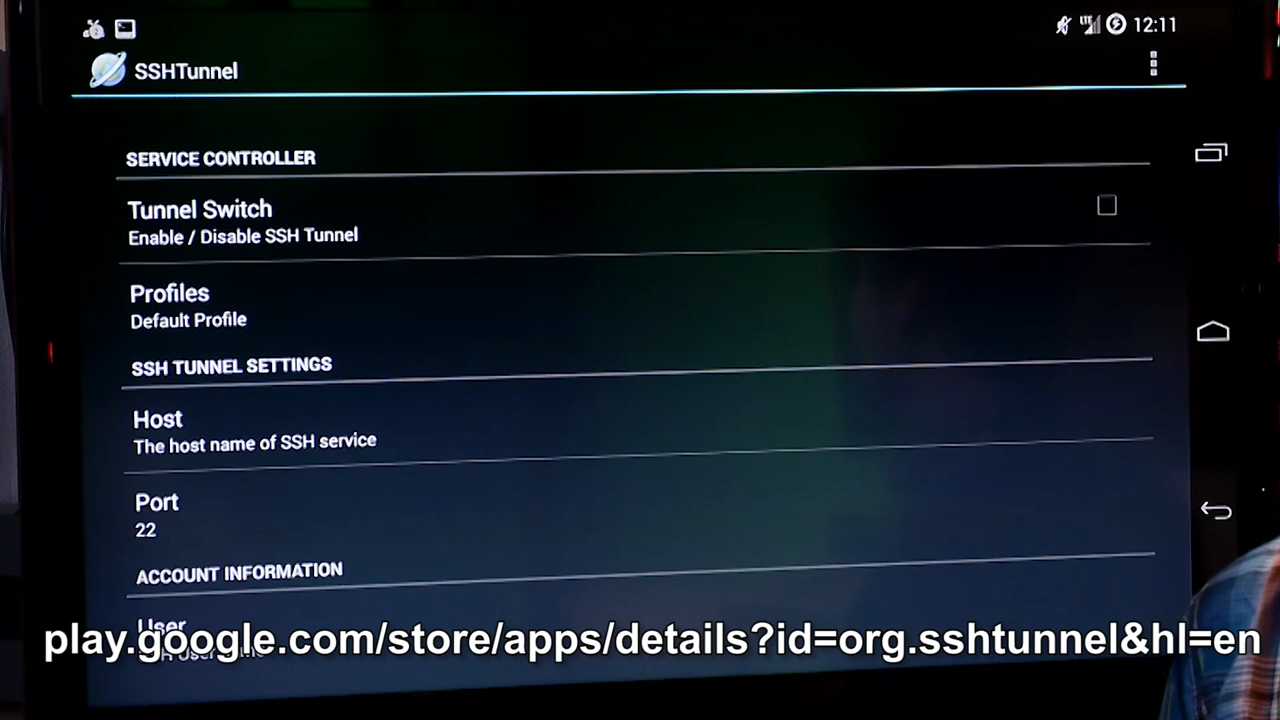 12:11
SSHTunnel
SERVICE CONTROLLER
Tunnel Switch
Enable / Disable SSH Tunnel
Profiles
Default Profile
SSH TUNNEL SETTINGS
Host
The host name of SSH service
Port
22
ACCOUNT INFORMATION
User
play.google.com/store/apps/details?id=org.sshtunnel&hl=en